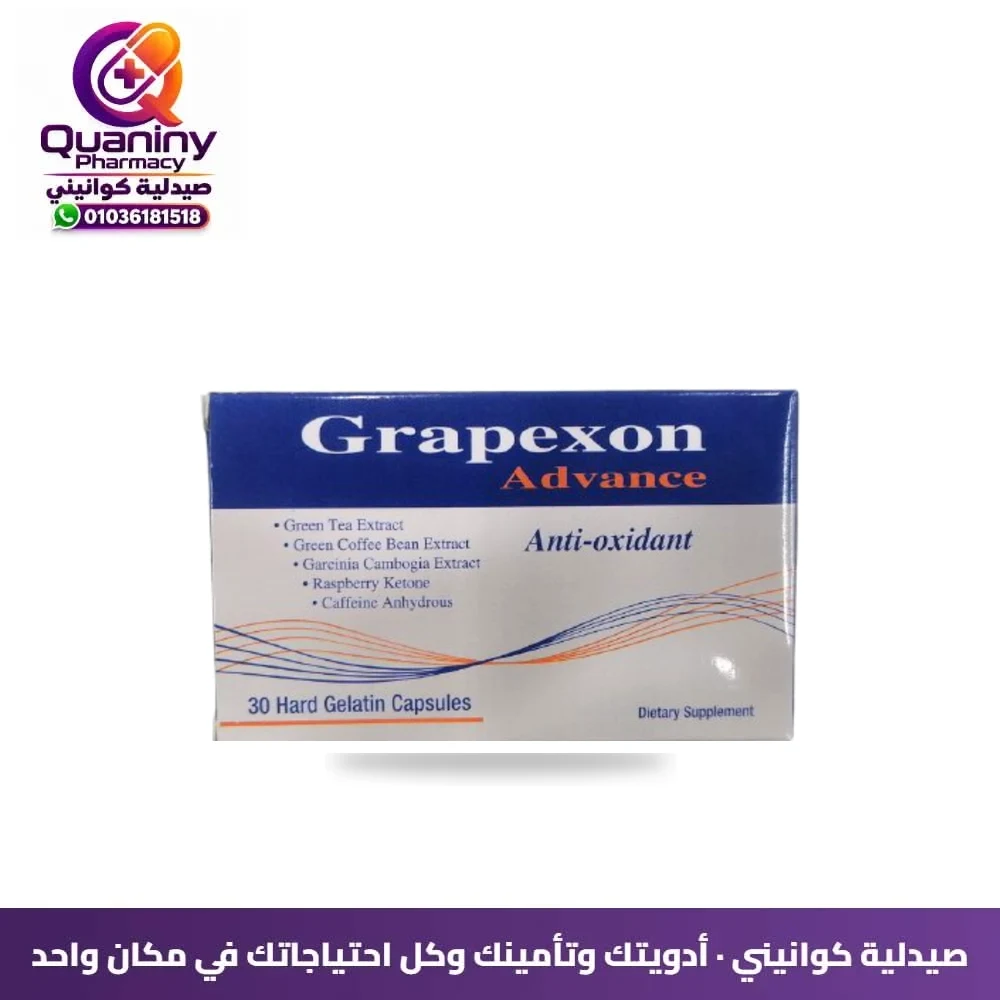 Quaniny
Pharmacy
صيدلية كوانيني
01036181518
Grapexon
Advance
• Green Tea Extract
• Green Coffee Bean Extract
• Garcinia Cambogia Extract
• Raspberry Ketone
• Caffeine Anhydrous
Anti-oxidant
30 Hard Gelatin Capsules
Dietary Supplement
صيدلية كوانيني · أدويتك وتأمينك وكل احتياجاتك في مكان واحد